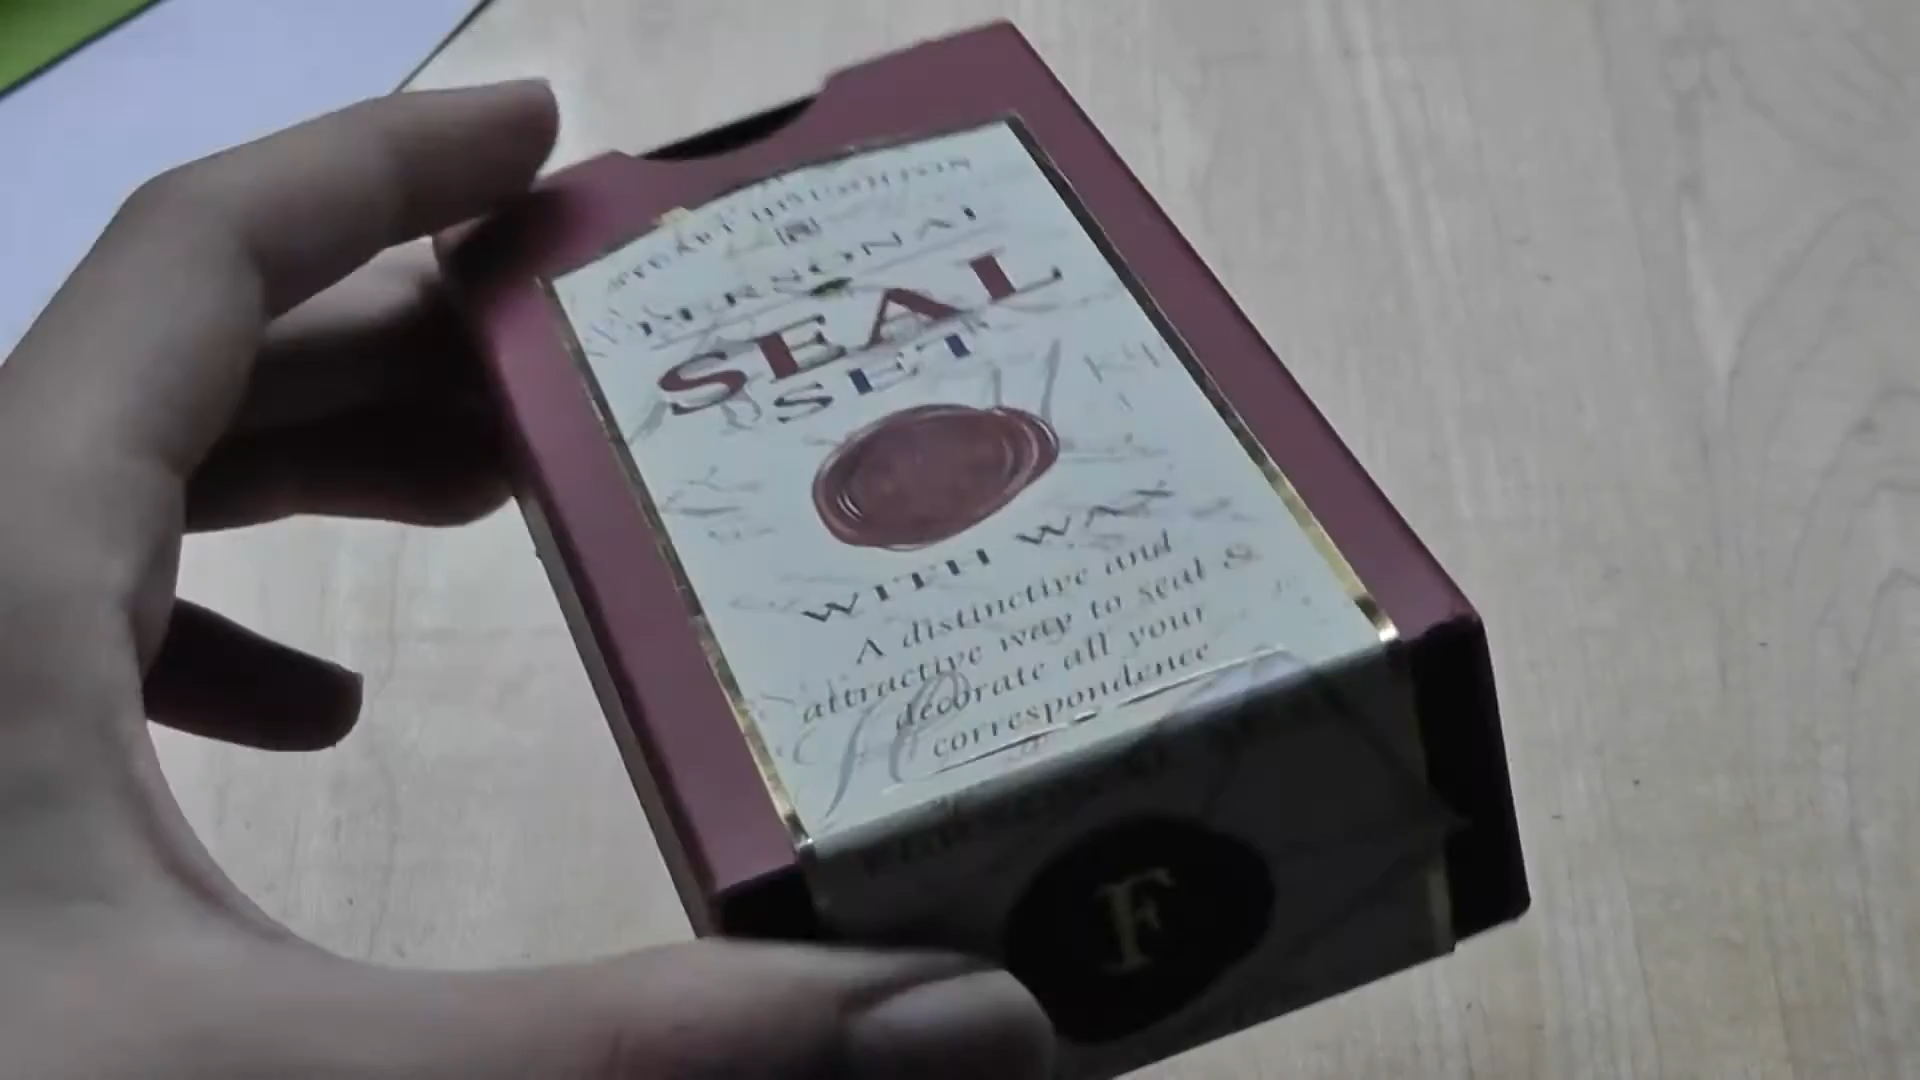 PERSONAL
SEAL
SET
WITH WAX
A distinctive and
attractive way to seal &
decorate all your
correspondence
F